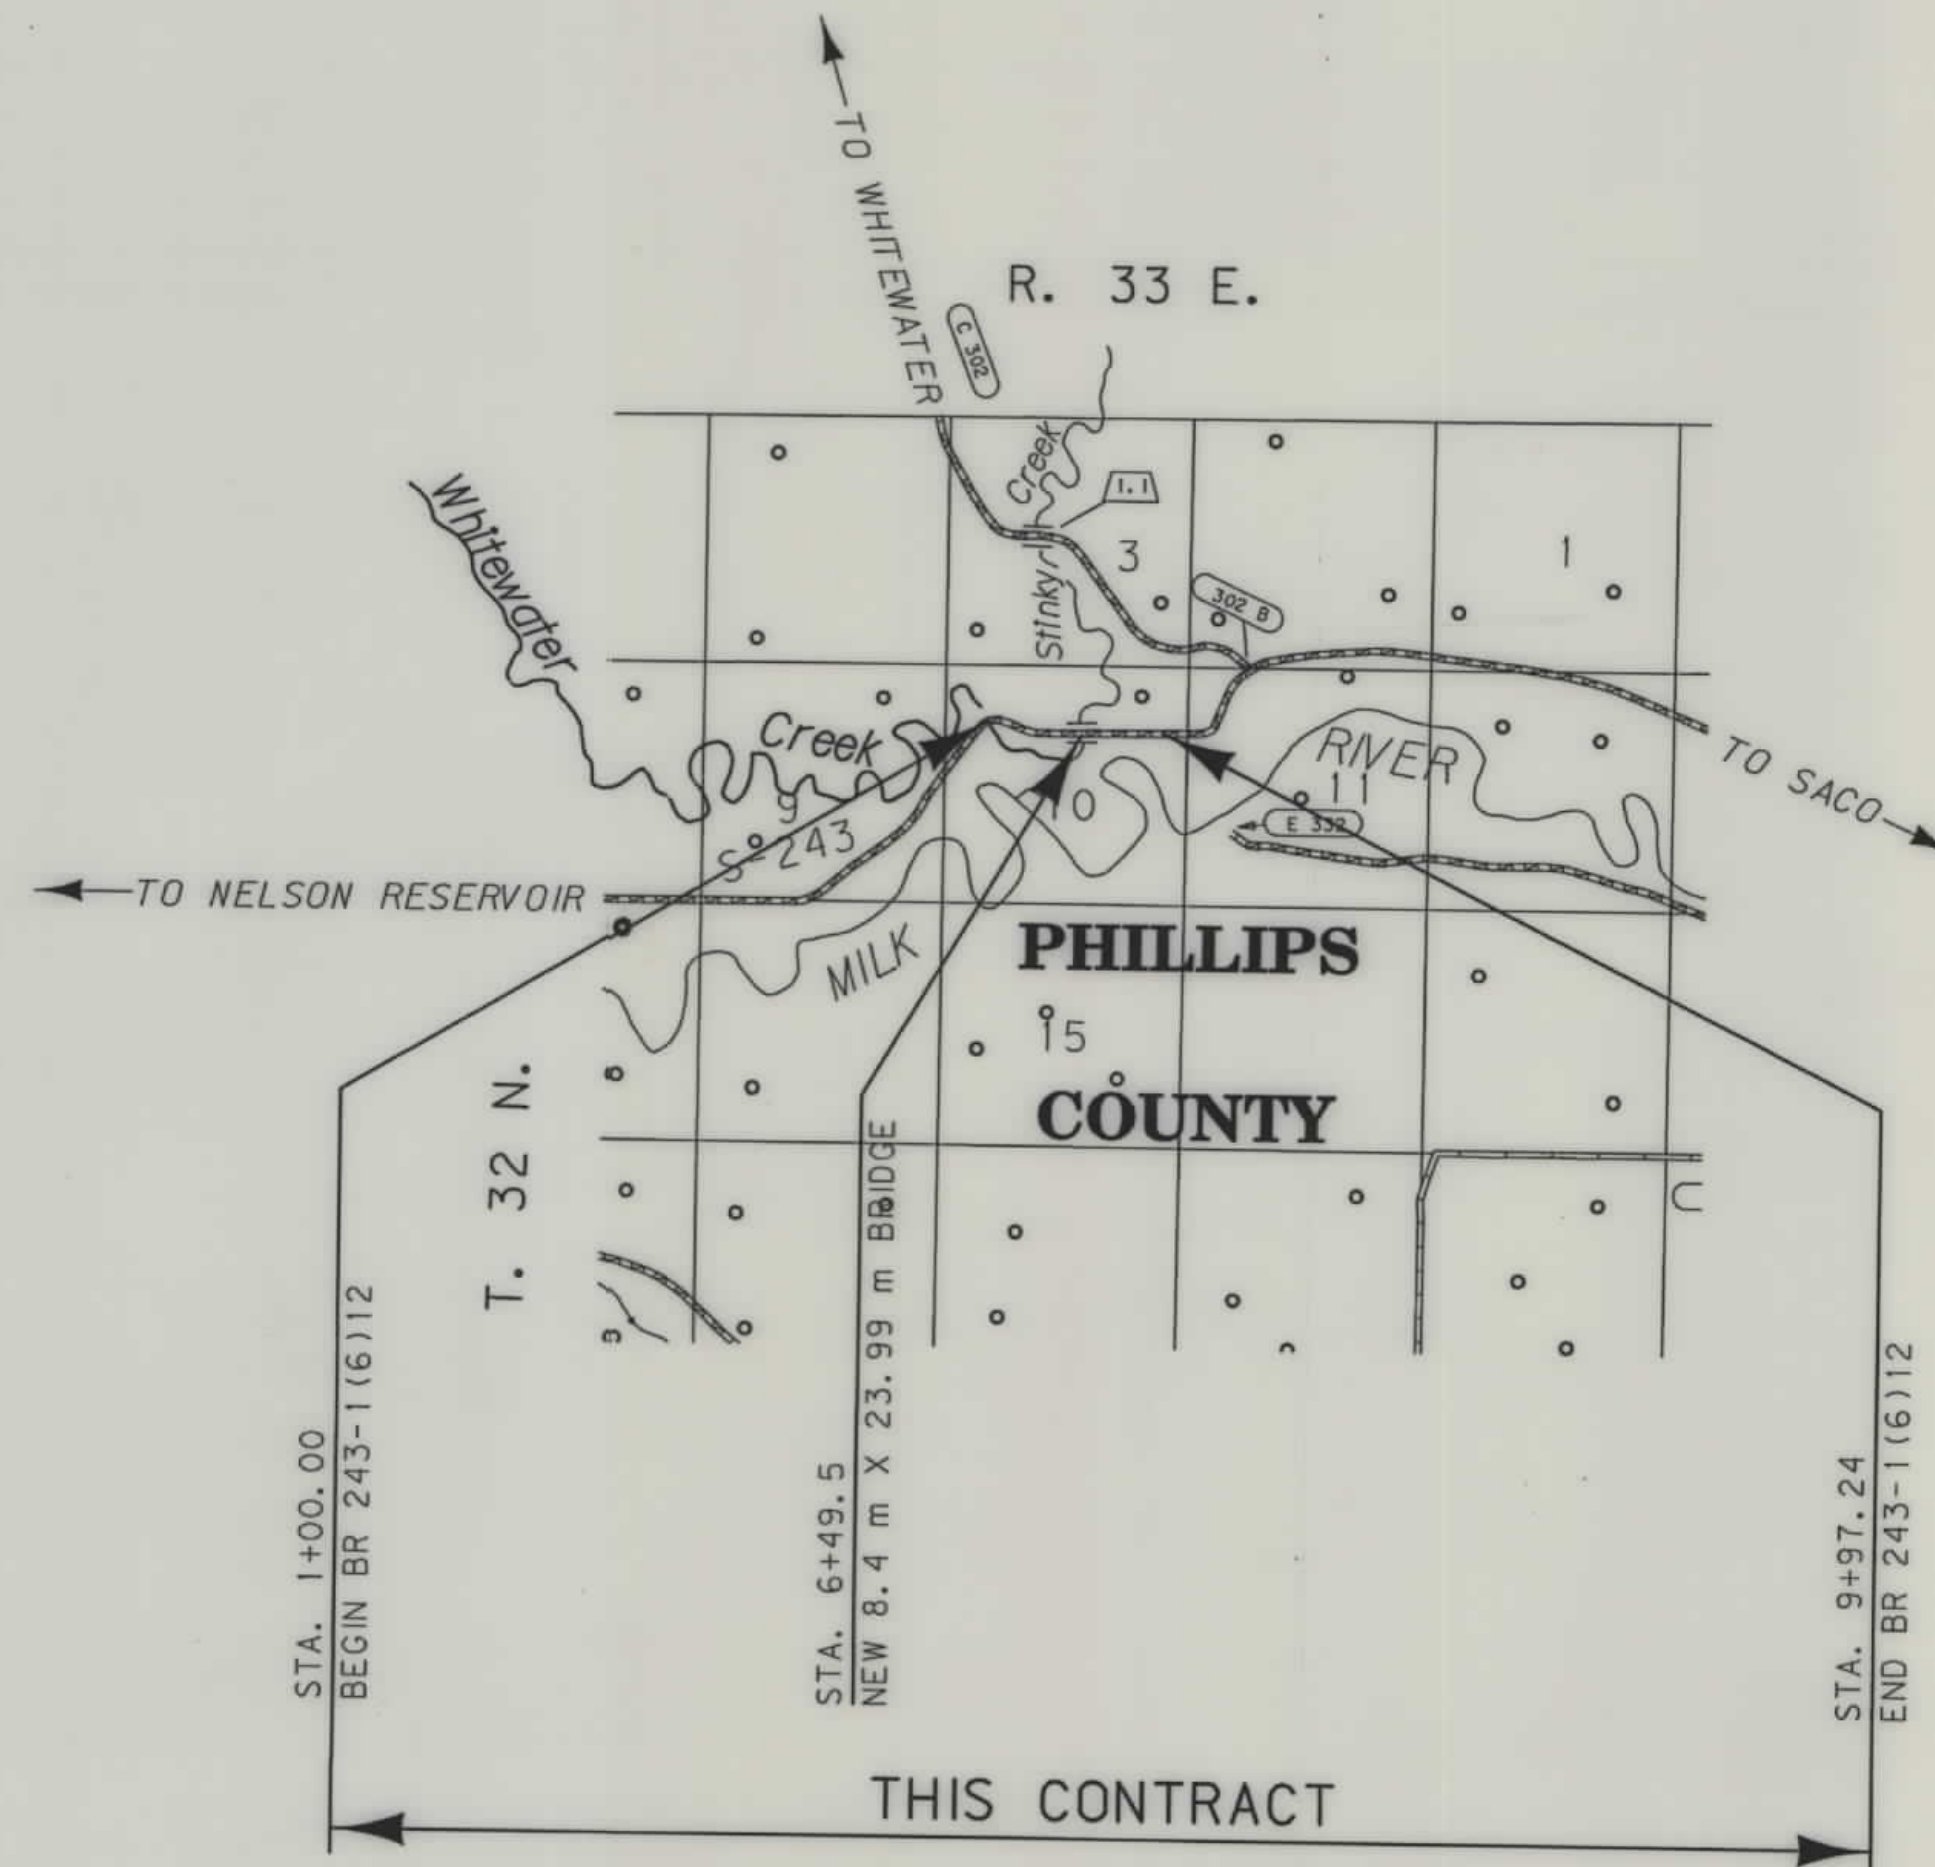 TO WHITEWATER
R. 33 E.
C 302
Creek
1.1
3
1
Whitewater
Stinky
302 B
Creek
RIVER
TO SACO
9
10
11
S-243
E 332
TO NELSON RESERVOIR
MILK
PHILLIPS
15
COUNTY
T. 32 N.
STA. 1+00.00
BEGIN BR 243-1(6)12
STA. 6+49.5
NEW 8.4 m X 23.99 m BRIDGE
STA. 9+97.24
END BR 243-1(6)12
THIS CONTRACT